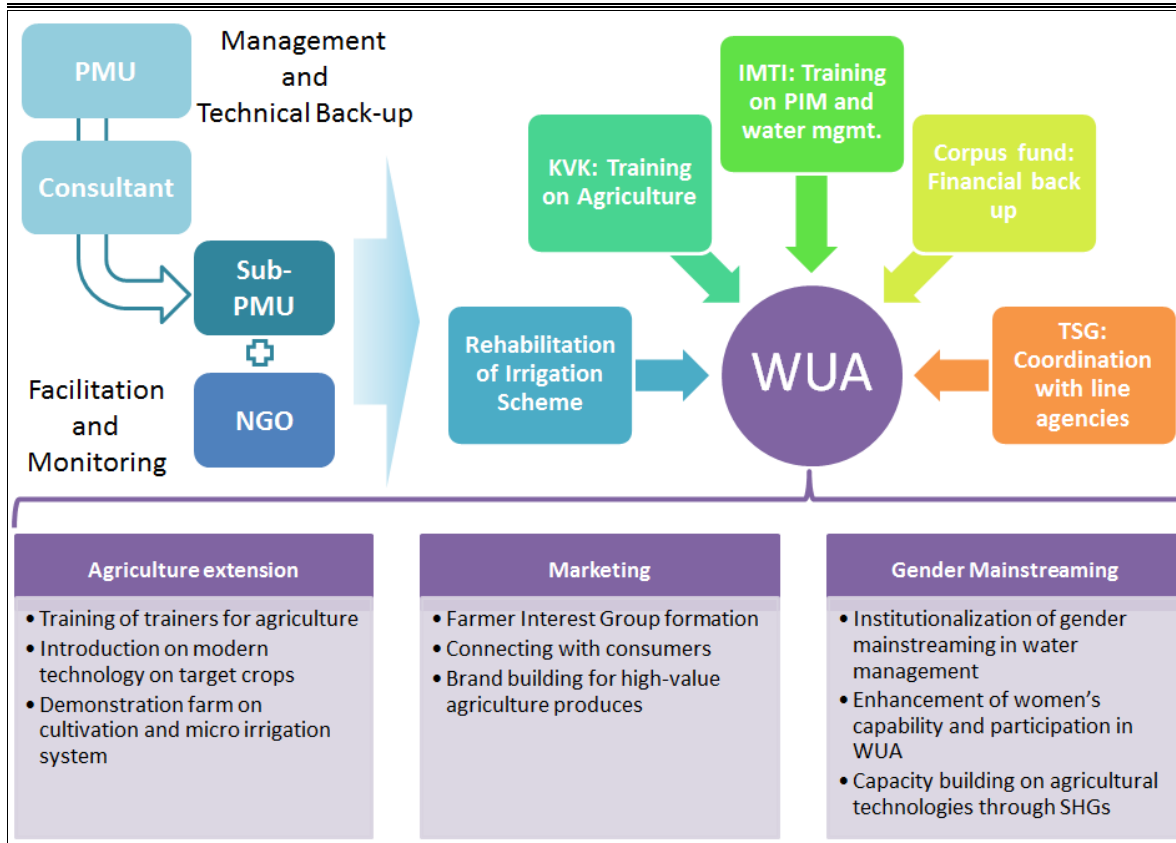 PMU
Management
and
Technical Back-up
Consultant
Sub-
PMU
NGO
Facilitation
and
Monitoring
IMTI: Training
on PIM and
water mgmt.
KVK: Training
on Agriculture
Corpus fund:
Financial back
up
Rehabilitation
of Irrigation
Scheme
WUA
TSG:
Coordination
with line
agencies
Agriculture extension
• Training of trainers for agriculture
• Introduction on modern
technology on target crops
• Demonstration farm on
cultivation and micro irrigation
system
Marketing
• Farmer Interest Group formation
• Connecting with consumers
• Brand building for high-value
agriculture produces
Gender Mainstreaming
• Institutionalization of gender
mainstreaming in water
management
• Enhancement of women’s
capability and participation in
WUA
• Capacity building on agricultural
technologies through SHGs